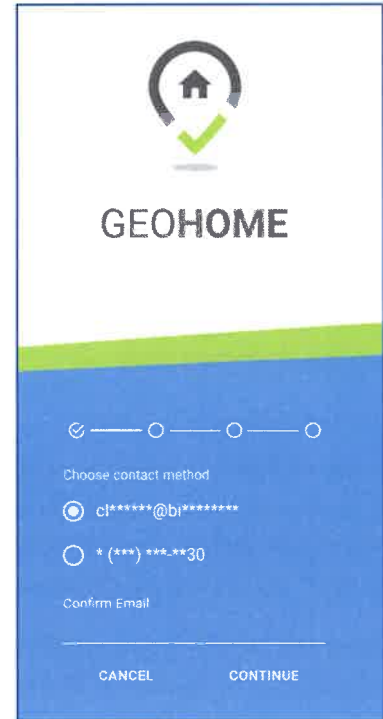 GEOHOME
Choose contact method
cl******@bi********
* (***) ***-**30
Confirm Email
CANCEL CONTINUE